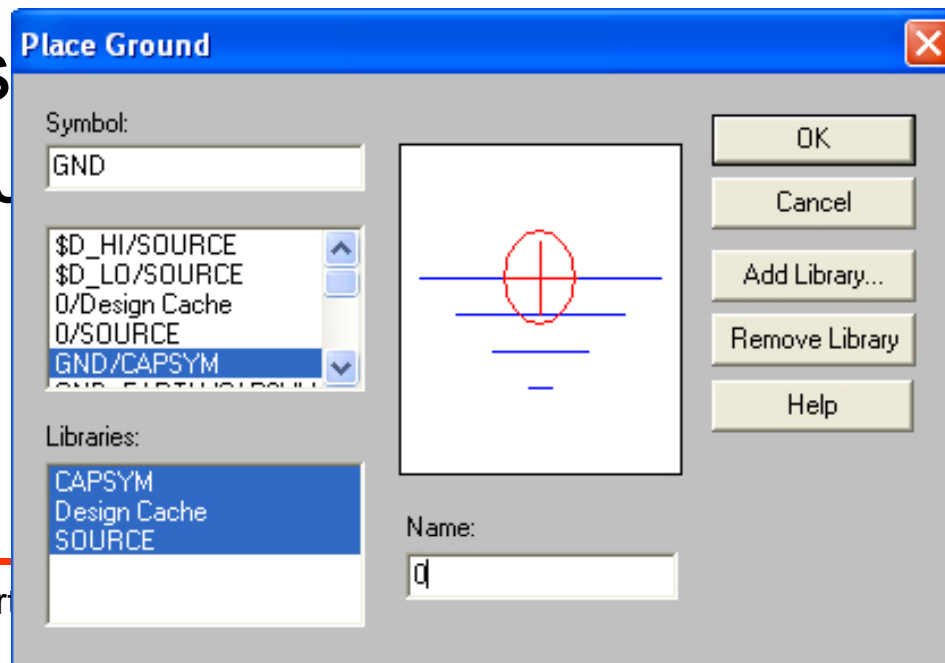 Place Ground
s
Symbol:
GND
$D_HI/SOURCE
$D_LO/SOURCE
0/Design Cache
0/SOURCE
GND/CAPSYM
Libraries:
CAPSYM
Design Cache
SOURCE
Name:
0
OK
Cancel
Add Library...
Remove Library
Help